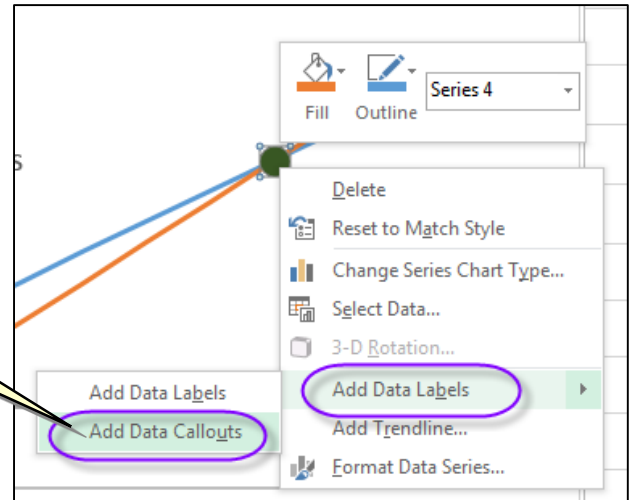 Series 4
Fill Outline
s
Delete
Reset to Match Style
Change Series Chart Type...
Select Data...
3-D Rotation...
Add Data Labels
Add Data Labels
Add Data Callouts
Add Trendline...
Format Data Series...